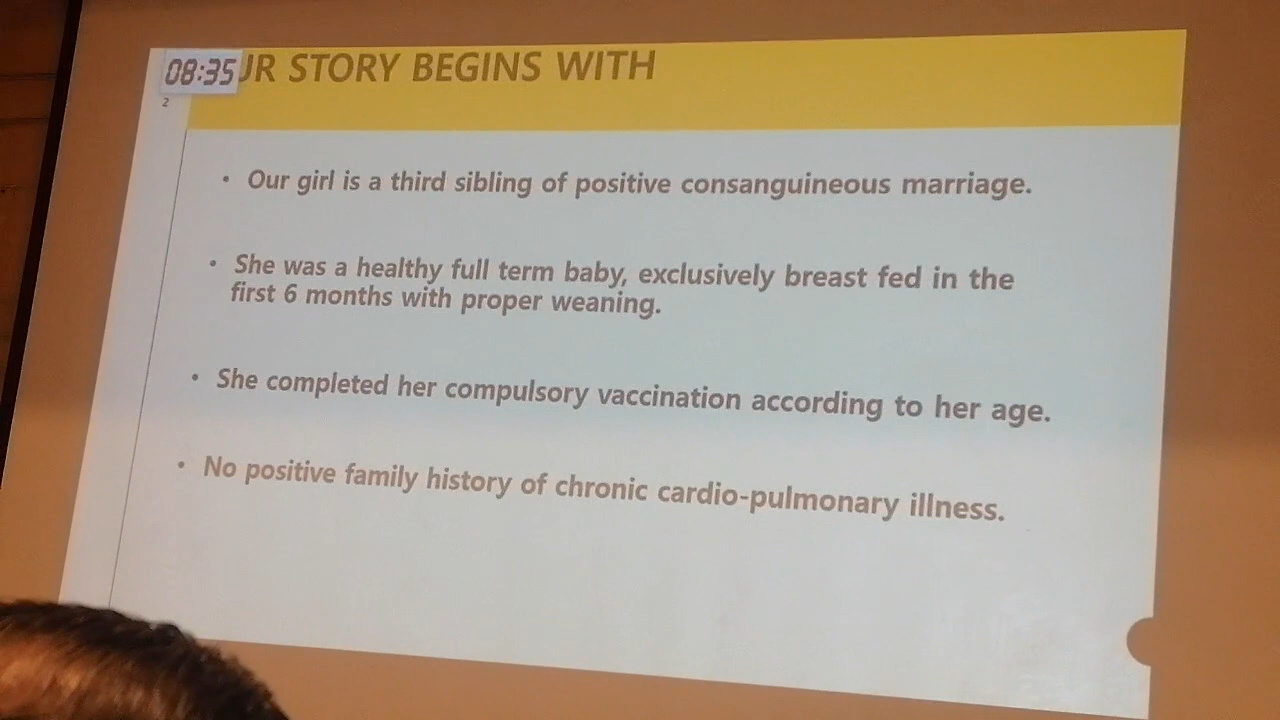 08:35
UR STORY BEGINS WITH
2
• Our girl is a third sibling of positive consanguineous marriage.
• She was a healthy full term baby, exclusively breast fed in the
first 6 months with proper weaning.
• She completed her compulsory vaccination according to her age.
• No positive family history of chronic cardio-pulmonary illness.